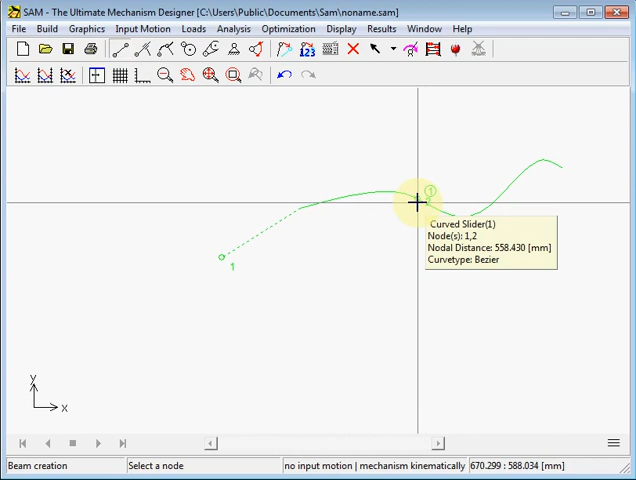 SAM - The Ultimate Mechanism Designer [C:\Users\Public\Documents\Sam\noname.sam]
File Build Graphics Input Motion Loads Analysis Optimization Display Results Window Help
123
1
Curved Slider(1)
Node(s): 1,2
Nodal Distance: 558.430 [mm]
Curvetype: Bezier
1
y
x
Beam creation Select a node no input motion | mechanism kinematically 670.299 : 588.034 [mm]